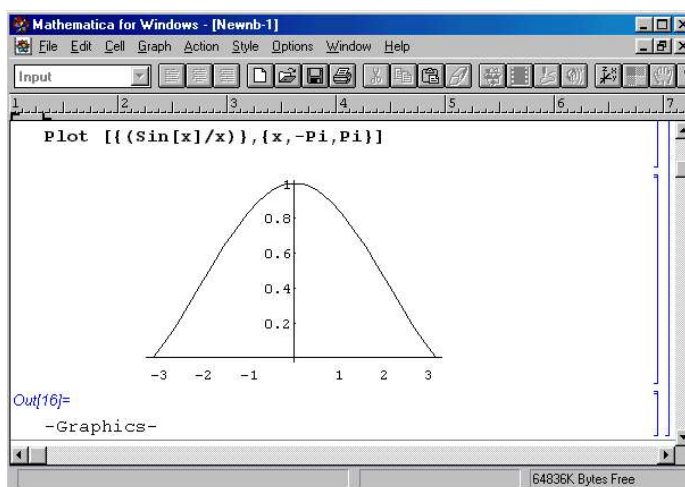 Mathematica for Windows - [Newnb-1]
File Edit Cell Graph Action Style Options Window Help
Input
1 2 3 4 5 6 7
Plot [{(Sin[x]/x)},{x,-Pi,Pi}]
1
0.8
0.6
0.4
0.2
-3 -2 -1 1 2 3
Out[16]=
-Graphics-
64836K Bytes Free